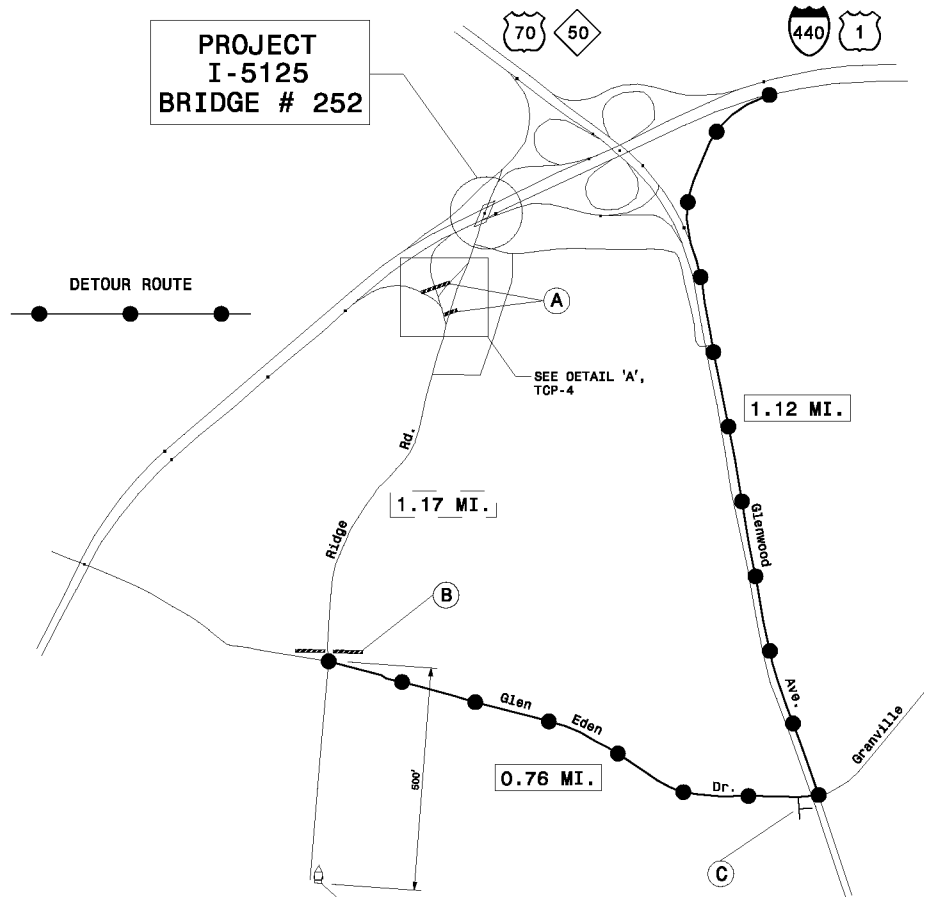 70
50
440
1
PROJECT
I-5125
BRIDGE # 252
DETOUR ROUTE
A
SEE DETAIL 'A',
TCP-4
1.12 MI.
Rd.
1.17 MI.
Ridge
Glenwood
B
Ave.
Glen
Eden
Granville
0.76 MI.
Dr.
600'
C